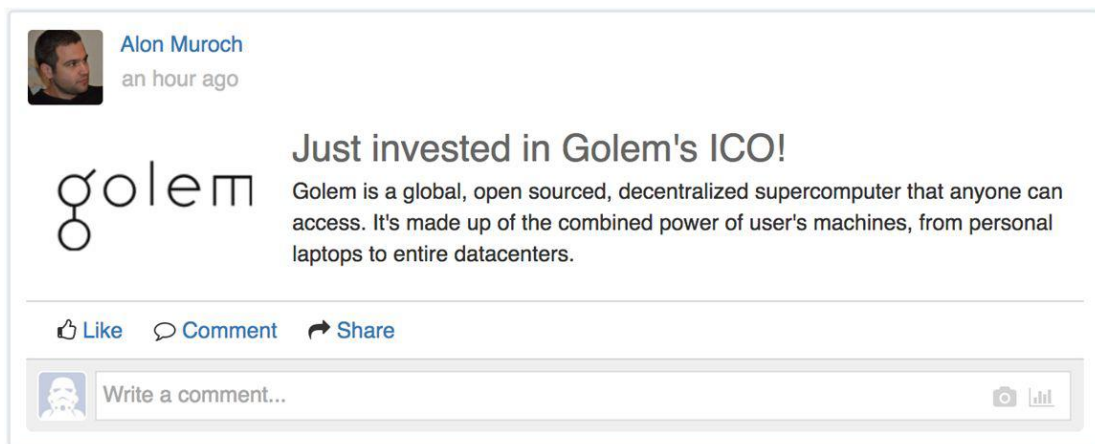 Alon Muroch
an hour ago
golem
Just invested in Golem's ICO!
Golem is a global, open sourced, decentralized supercomputer that anyone can
access. It's made up of the combined power of user's machines, from personal
laptops to entire datacenters.
Like Comment Share
Write a comment...